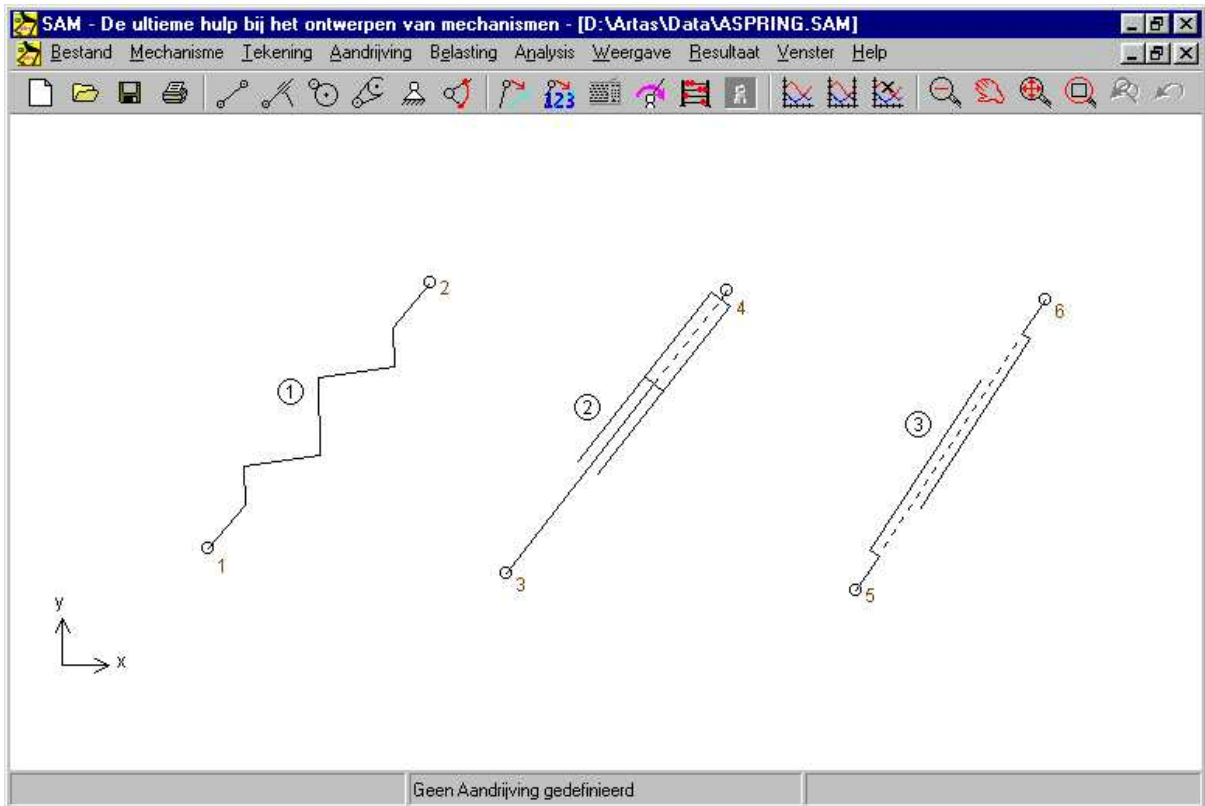 SAM - De ultieme hulp bij het ontwerpen van mechanismen - [D:\Artas\Data\ASPRING.SAM]
Bestand Mechanisme Tekening Aandrijving Belasting Analysis Weergave Resultaat Venster Help
123
2
4
6
1
2
3
1
3
5
y
x
Geen Aandrijving gedefinieerd